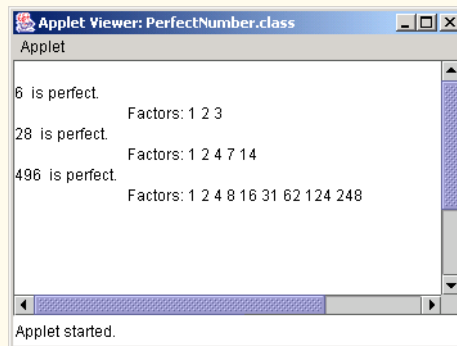 Applet Viewer: PerfectNumber.class
Applet
6 is perfect.
Factors: 1 2 3
28 is perfect.
Factors: 1 2 4 7 14
496 is perfect.
Factors: 1 2 4 8 16 31 62 124 248
Applet started.